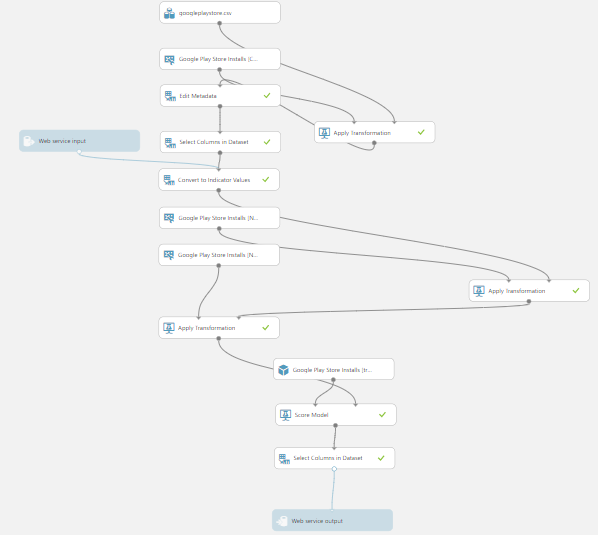 googleplaystore.csv
Google Play Store Installs [C...
Edit Metadata
Apply Transformation
Web service input
Select Columns in Dataset
Convert to Indicator Values
Google Play Store Installs [N...
Google Play Store Installs [N...
Apply Transformation
Apply Transformation
Google Play Store Installs [tr...
Score Model
Select Columns in Dataset
Web service output